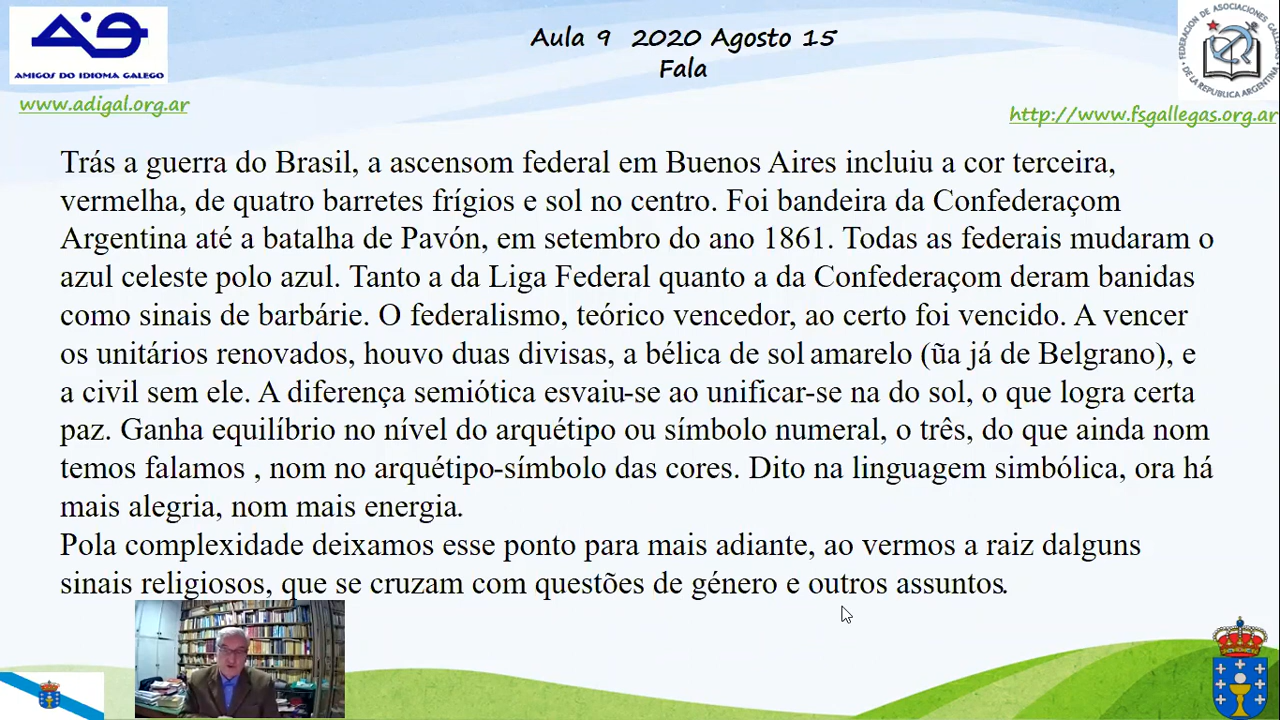 AMIGOS DO IDIOMA GALEGO
www.adigal.org.ar
Aula 9 2020 Agosto 15
Fala
FEDERACION DE ASOCIACIONES GALLEGAS
DE LA REPUBLICA ARGENTINA
http://www.fsgallegas.org.ar
Trás a guerra do Brasil, a ascensom federal em Buenos Aires incluiu a cor terceira,
vermelha, de quatro barretes frígios e sol no centro. Foi bandeira da Confederaçom
Argentina até a batalha de Pavón, em setembro do ano 1861. Todas as federais mudaram o
azul celeste polo azul. Tanto a da Liga Federal quanto a da Confederaçom deram banidas
como sinais de barbárie. O federalismo, teórico vencedor, ao certo foi vencido. A vencer
os unitários renovados, houvo duas divisas, a bélica de sol amarelo (ũa já de Belgrano), e
a civil sem ele. A diferença semiótica esvaiu-se ao unificar-se na do sol, o que logra certa
paz. Ganha equilíbrio no nível do arquétipo ou símbolo numeral, o três, do que ainda nom
temos falamos , nom no arquétipo-símbolo das cores. Dito na linguagem simbólica, ora há
mais alegria, nom mais energia.
Pola complexidade deixamos esse ponto para mais adiante, ao vermos a raiz dalguns
sinais religiosos, que se cruzam com questões de género e outros assuntos.